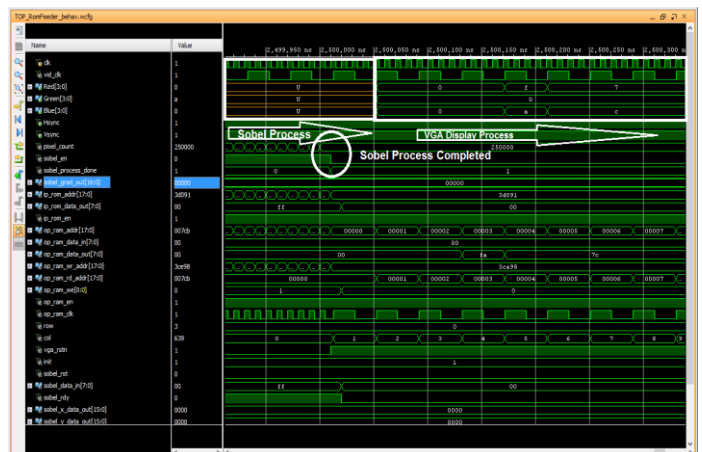 TOP_RomFeeder_behav.wcfg
Name Value
2,499,950 ns 2,500,000 ns 2,500,050 ns 2,500,100 ns 2,500,150 ns 2,500,200 ns 2,500,250 ns 2,500,300 n
clk 1
vid_clk 1
Red[3:0] 0 U 0 f 7
Green[3:0] a U 0
Blue[3:0] 0 U 0 a c
Hsync 1
Vsync 1
Sobel Process VGA Display Process
pixel_count 250000 250000
sobel_en 0
Sobel Process Completed
sobel_process_done 1 0 1
sobel_grad_out[16:0] 00000 00000
ip_rom_addr[17:0] 3d091 3d091
ip_rom_data_out[7:0] 00 ff 00
ip_rom_en 1
op_ram_addr[17:0] 007cb 00000 00001 00002 00003 00004 00005 00006 00007
op_ram_data_in[7:0] 00 00
op_ram_data_out[7:0] 00 00 fa 7c
op_ram_wr_addr[17:0] 3ce98 3ce98
op_ram_rd_addr[17:0] 007cb 00000 00001 00002 00003 00004 00005 00006 00007
op_ram_we[0:0] 0 1 0
op_ram_en 1
op_ram_clk 1
row 3 0
col 639 0 1 2 3 4 5 6 7 8 9
vga_rstn 1
init 1 1
sobel_rst 0
sobel_data_in[7:0] 00 ff 00
sobel_rdy 0
sobel_x_data_out[15:0] 0000 0000
sobel_y_data_out[15:0] 0000 0000